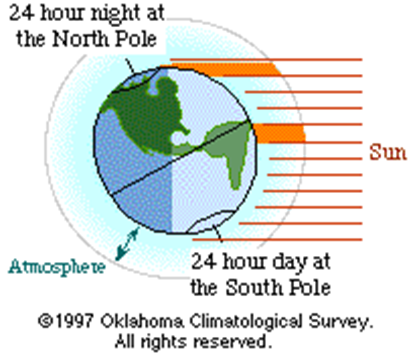 24 hour night at
the North Pole
Sun
Atmosphere
24 hour day at
the South Pole
©1997 Oklahoma Climatological Survey.
All rights reserved.